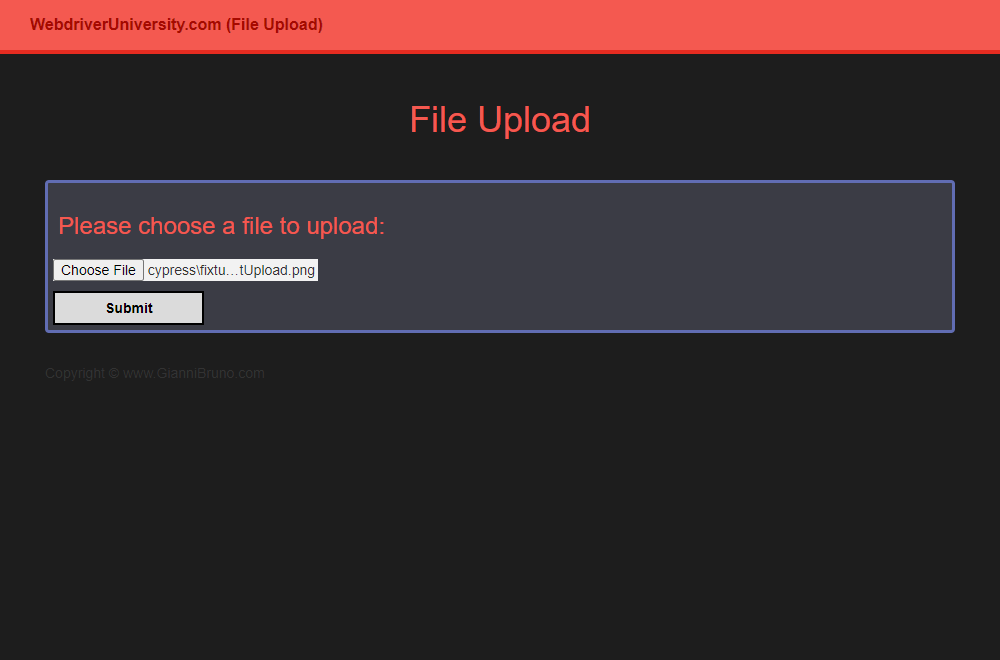 WebdriverUniversity.com (File Upload)
File Upload
Please choose a file to upload:
Choose File cypress\fixtu...tUpload.png
Submit
Copyright © www.GianniBruno.com